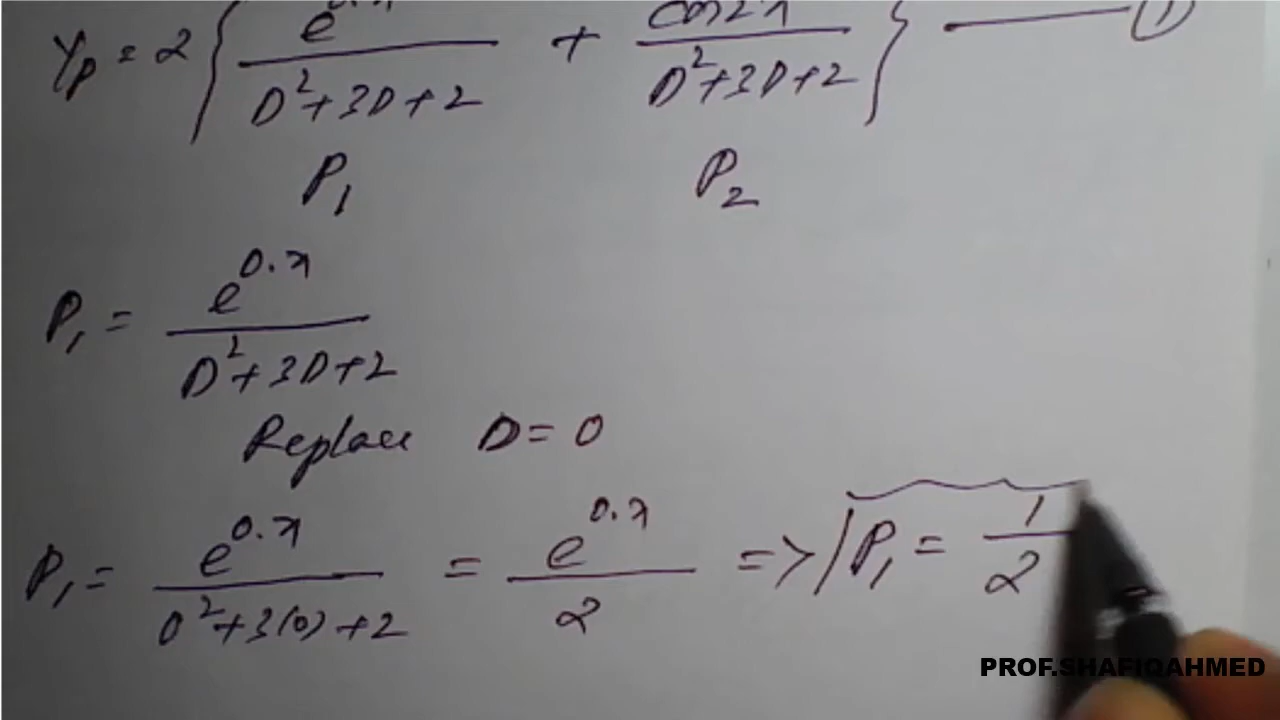 Yp = 2 { e^0.x / D²+3D+2 + cos2x / D²+3D+2 } —— (1)
P₁ P₂
P₁ = e^0.x / D²+3D+2
Replace D = 0
P₁ = e^0.x / 0²+3(0)+2 = e^0.x / 2 => P₁ = 1/2
PROF.SHAFIQAHMED